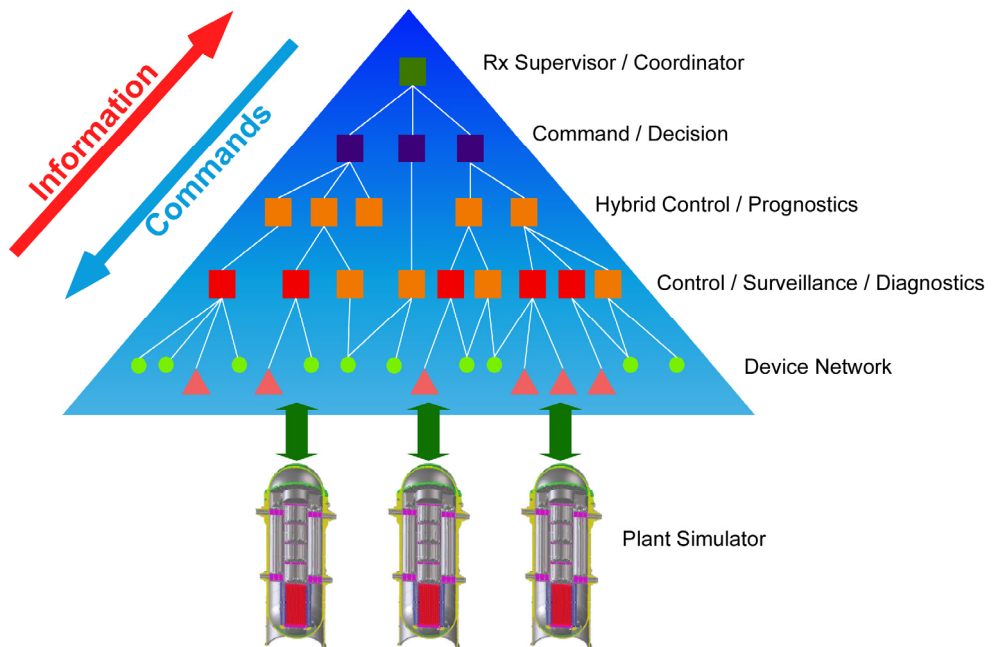 Information
Commands
Rx Supervisor / Coordinator
Command / Decision
Hybrid Control / Prognostics
Control / Surveillance / Diagnostics
Device Network
Plant Simulator